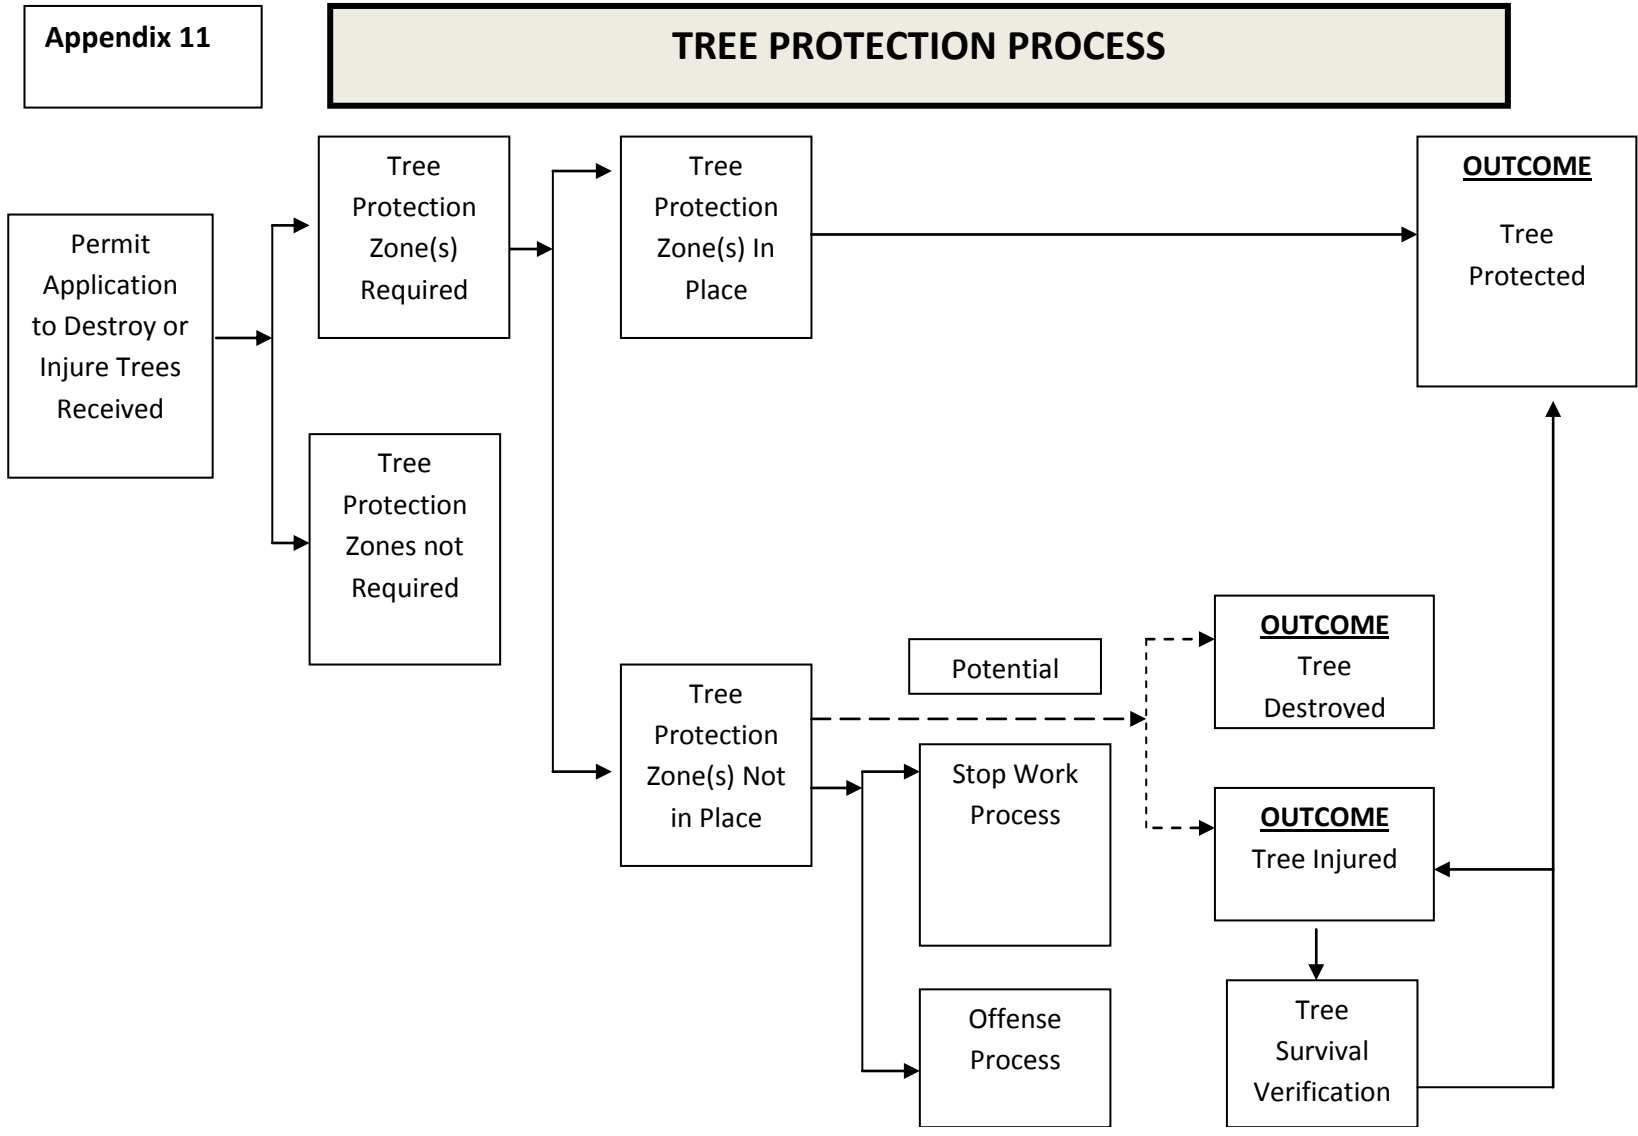 Appendix 11
TREE PROTECTION PROCESS
Permit
Application
to Destroy or
Injure Trees
Received
Tree
Protection
Zone(s)
Required
Tree
Protection
Zones not
Required
Tree
Protection
Zone(s) In
Place
OUTCOME
Tree
Protected
Tree
Protection
Zone(s) Not
in Place
Potential
Stop Work
Process
Offense
Process
OUTCOME
Tree
Destroved
OUTCOME
Tree Injured
Tree
Survival
Verification